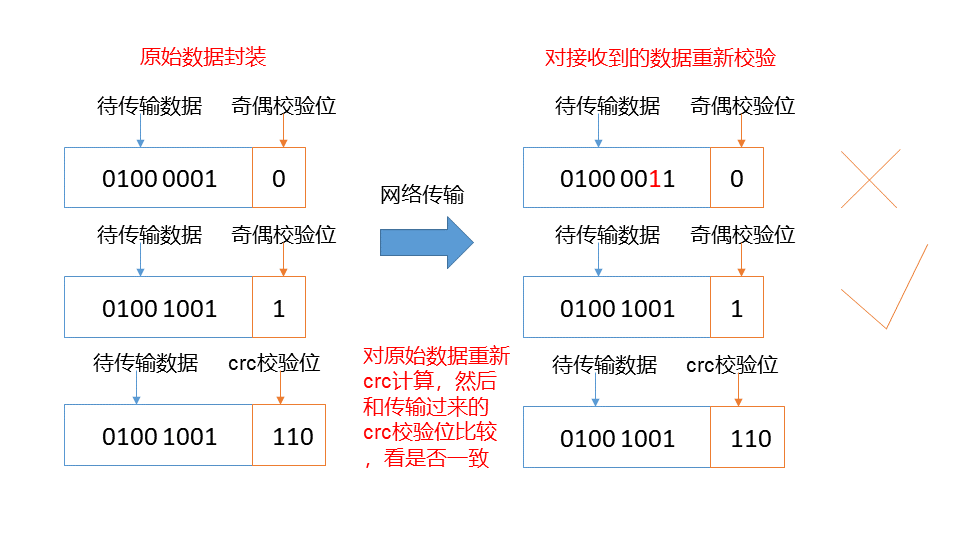 原始数据封装
对接收到的数据重新校验
待传输数据
奇偶校验位
待传输数据
奇偶校验位
0100 0001
0
网络传输
0100 0011
0
待传输数据
奇偶校验位
待传输数据
奇偶校验位
0100 1001
1
0100 1001
1
待传输数据
crc校验位
对原始数据重新
crc计算，然后
和传输过来的
crc校验位比较
，看是否一致
待传输数据
crc校验位
0100 1001
110
0100 1001
110